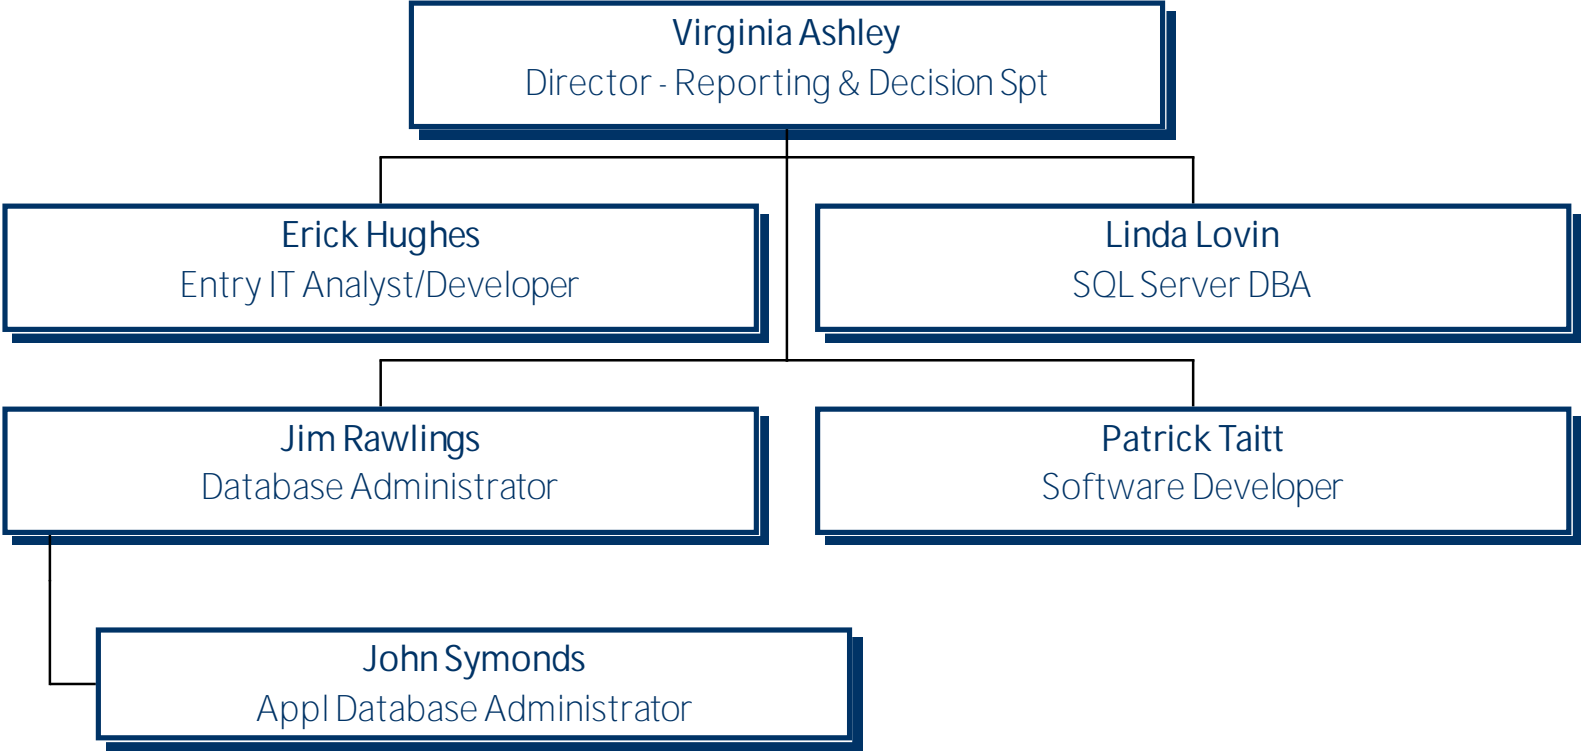 Virginia Ashley
Director - Reporting & Decision Spt
Erick Hughes
Entry IT Analyst/Developer
Linda Lovin
SQL Server DBA
Jim Rawlings
Database Administrator
Patrick Taitt
Software Developer
John Symonds
Appl Database Administrator